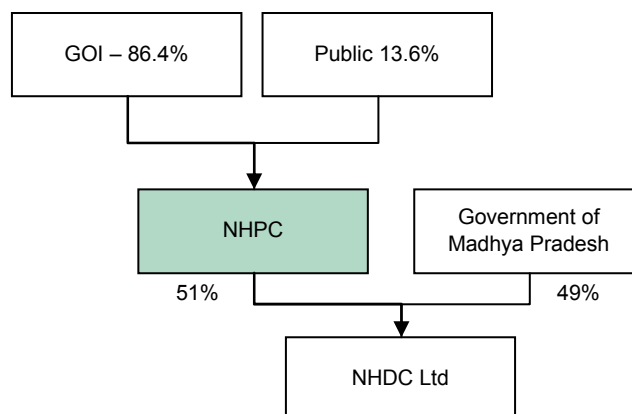 GOI – 86.4%
Public 13.6%
NHPC
Government of
Madhya Pradesh
51%
49%
NHDC Ltd